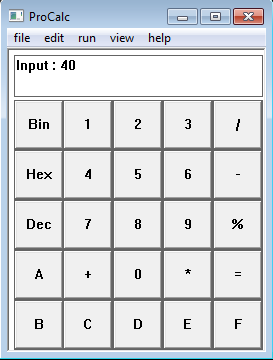 ProCalc
file edit run view help
Input : 40
Bin 1 2 3 /
Hex 4 5 6 -
Dec 7 8 9 %
A + 0 * =
B C D E F